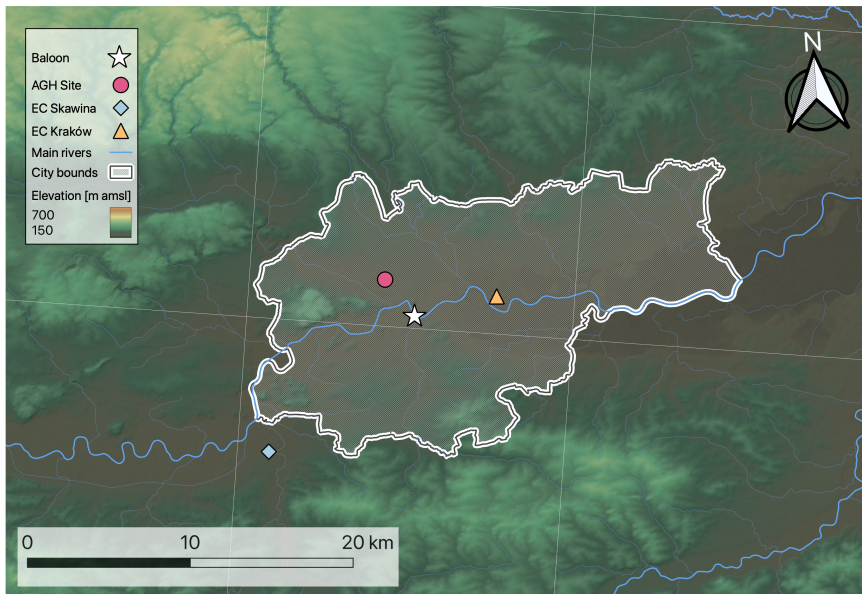 Baloon
AGH Site
EC Skawina
EC Kraków
Main rivers
City bounds
Elevation [m amsl]
700
150
N
0 10 20 km